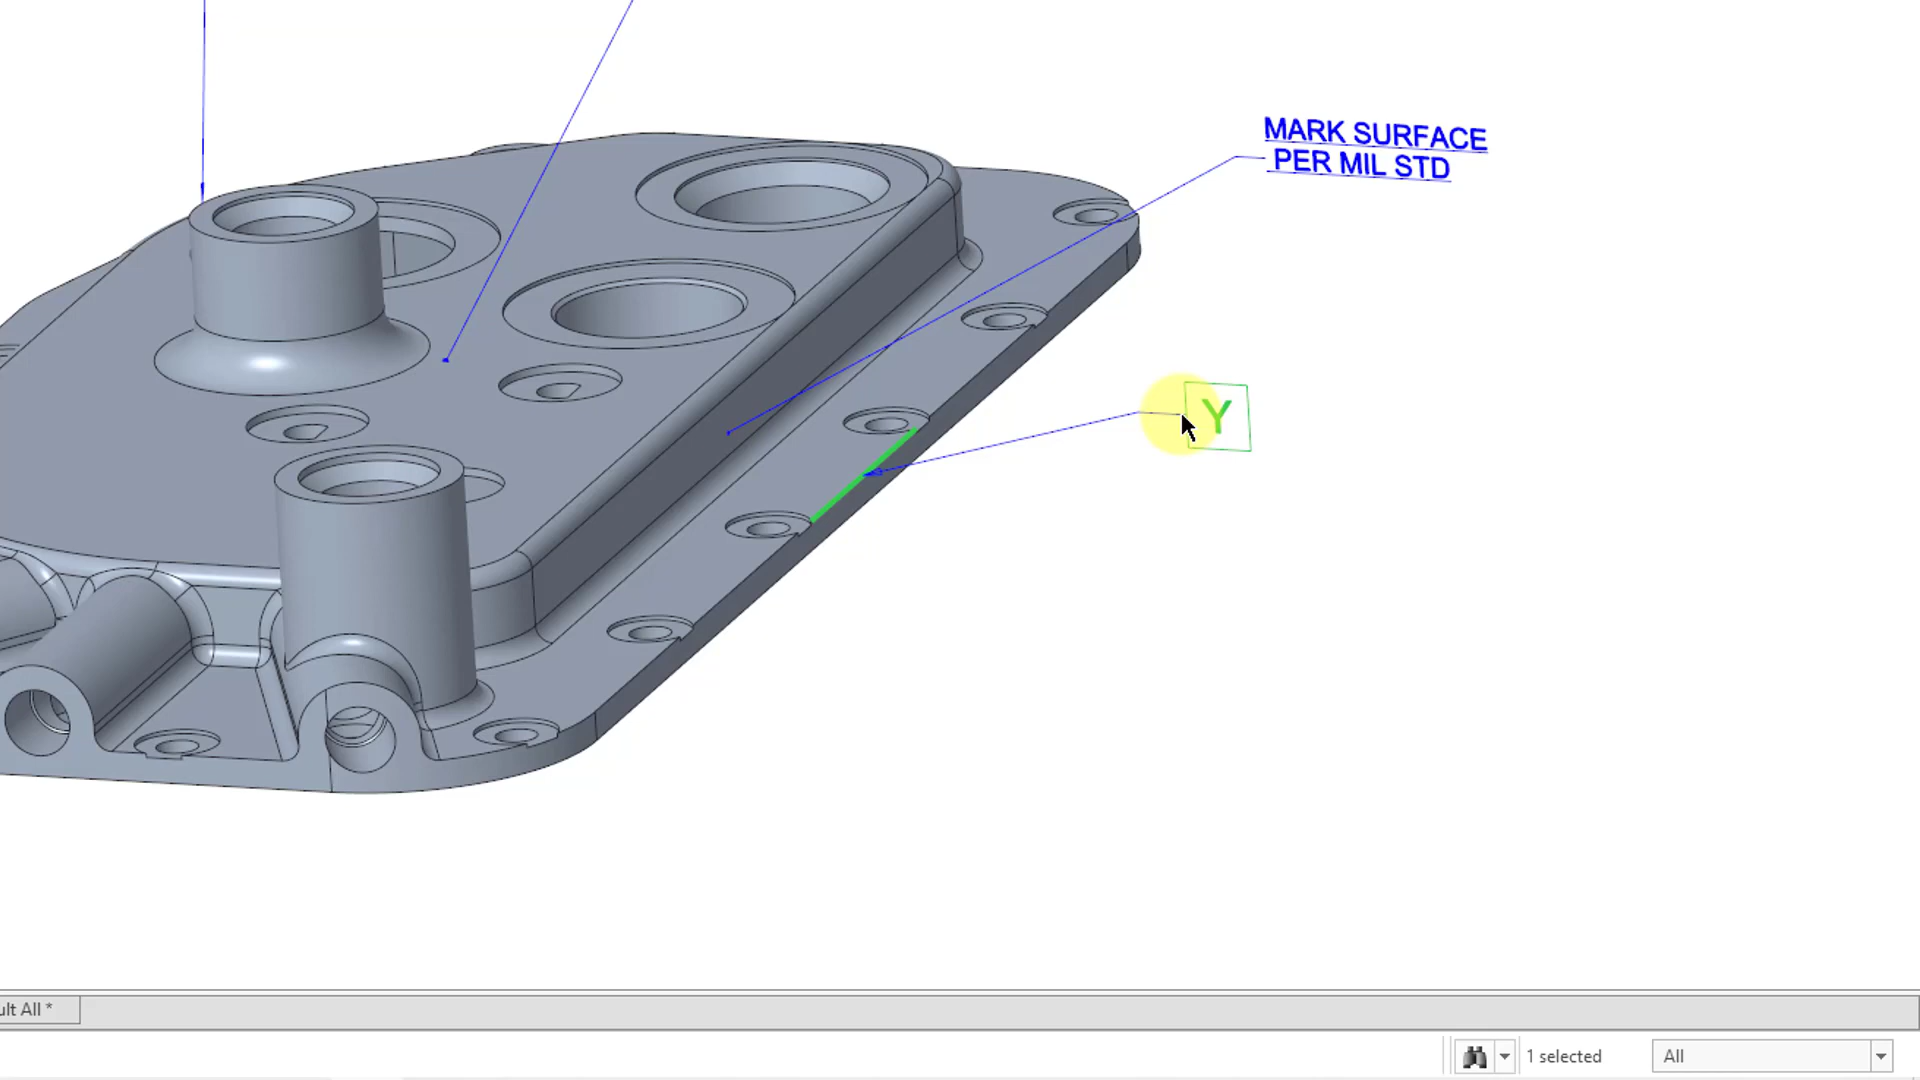 MARK SURFACE
PER MIL STD
Y
ult All *
1 selected
All